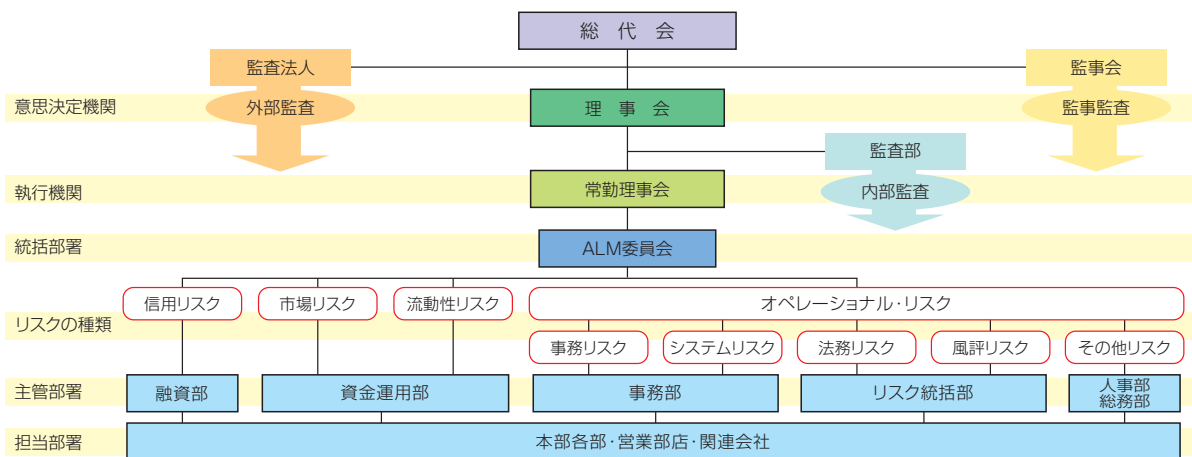 総代会
監査法人
監事会
意思決定機関
外部監査
理事会
監事監査
監査部
執行機関
常勤理事会
内部監査
統括部署
ALM委員会
リスクの種類
信用リスク
市場リスク
流動性リスク
オペレーショナル・リスク
事務リスク
システムリスク
法務リスク
風評リスク
その他リスク
主管部署
融資部
資金運用部
事務部
リスク統括部
人事部
総務部
担当部署
本部各部・営業部店・関連会社